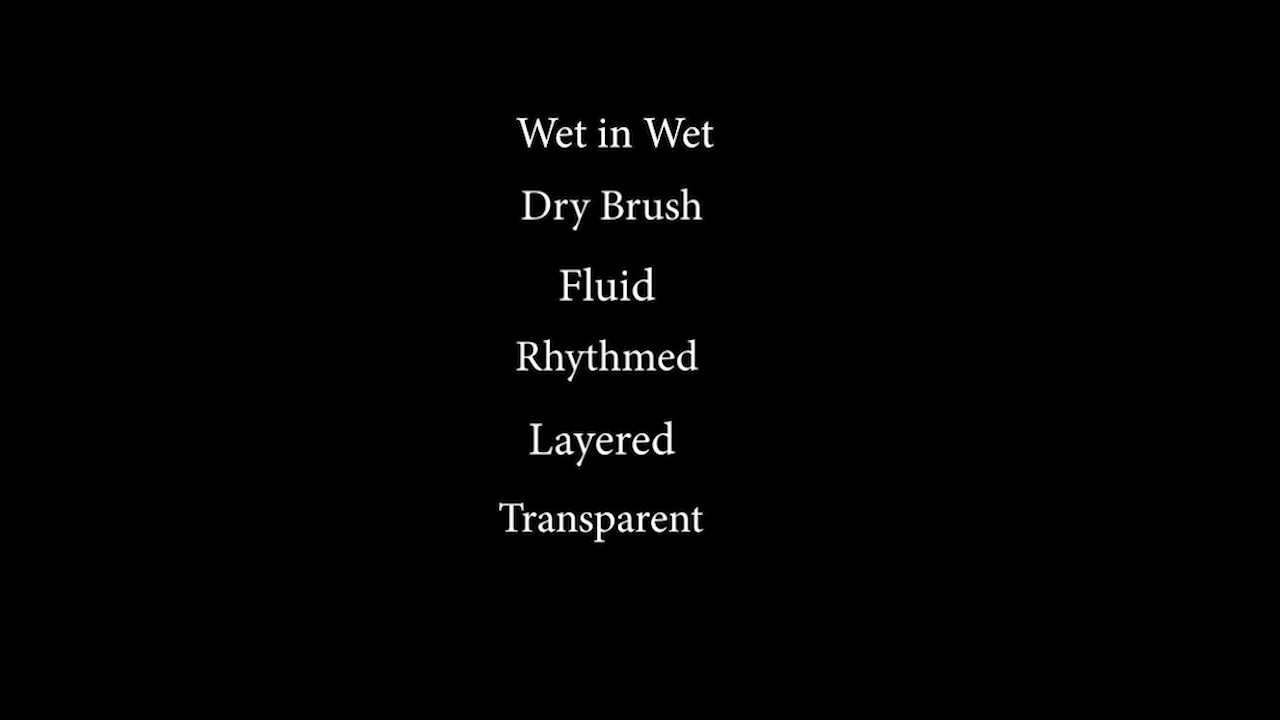 Wet in Wet
Dry Brush
Fluid
Rhythmed
Layered
Transparent